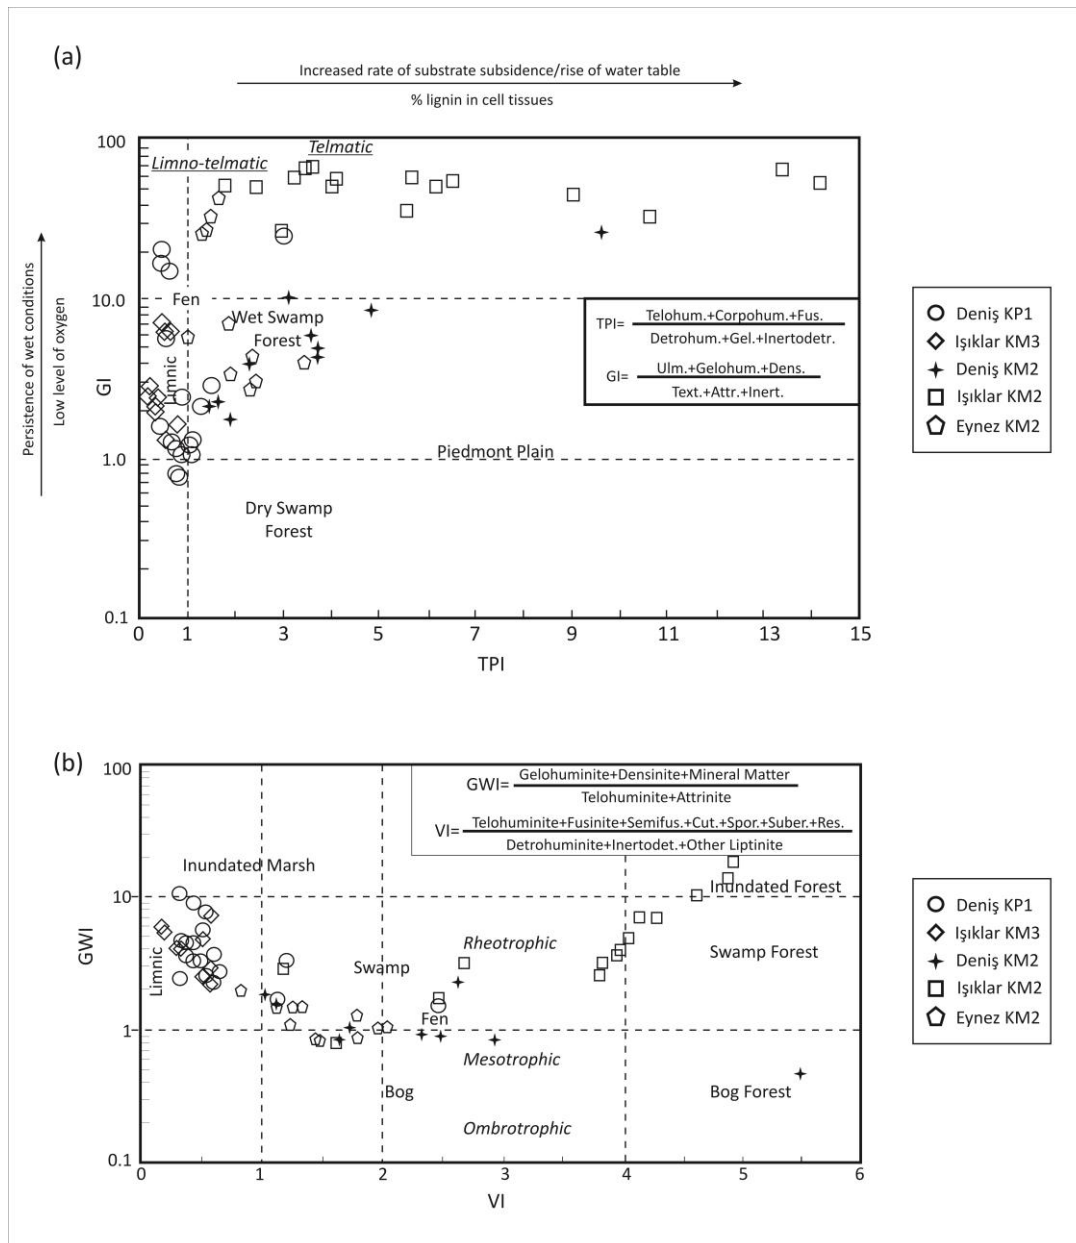 (a)
Increased rate of substrate subsidence/rise of water table
% lignin in cell tissues
Persistence of wet conditions
Low level of oxygen
GI
100
10.0
1.0
0.1
Limno-telmatic
Telmatic
Fen
Wet Swamp
Forest
Limnic
Piedmont Plain
Dry Swamp
Forest
TPI= Telohum.+Corpohum.+Fus.
Detrohum.+Gel.+Inertodetr.
GI= Ulm.+Gelohum.+Dens.
Text.+Attr.+Inert.
0 1 3 5 7 9 11 13 15
TPI
Deniş KP1
Işıklar KM3
Deniş KM2
Işıklar KM2
Eynez KM2
(b)
GWI
100
10
1
0.1
GWI= Gelohuminite+Densinite+Mineral Matter
Telohuminite+Attrinite
VI= Telohuminite+Fusinite+Semifus.+Cut.+Spor.+Suber.+Res.
Detrohuminite+Inertodet.+Other Liptinite
Inundated Marsh
Inundated Forest
Limnic
Rheotrophic
Swamp
Swamp Forest
Fen
Mesotrophic
Bog
Bog Forest
Ombrotrophic
0 1 2 3 4 5 6
VI
Deniş KP1
Işıklar KM3
Deniş KM2
Işıklar KM2
Eynez KM2